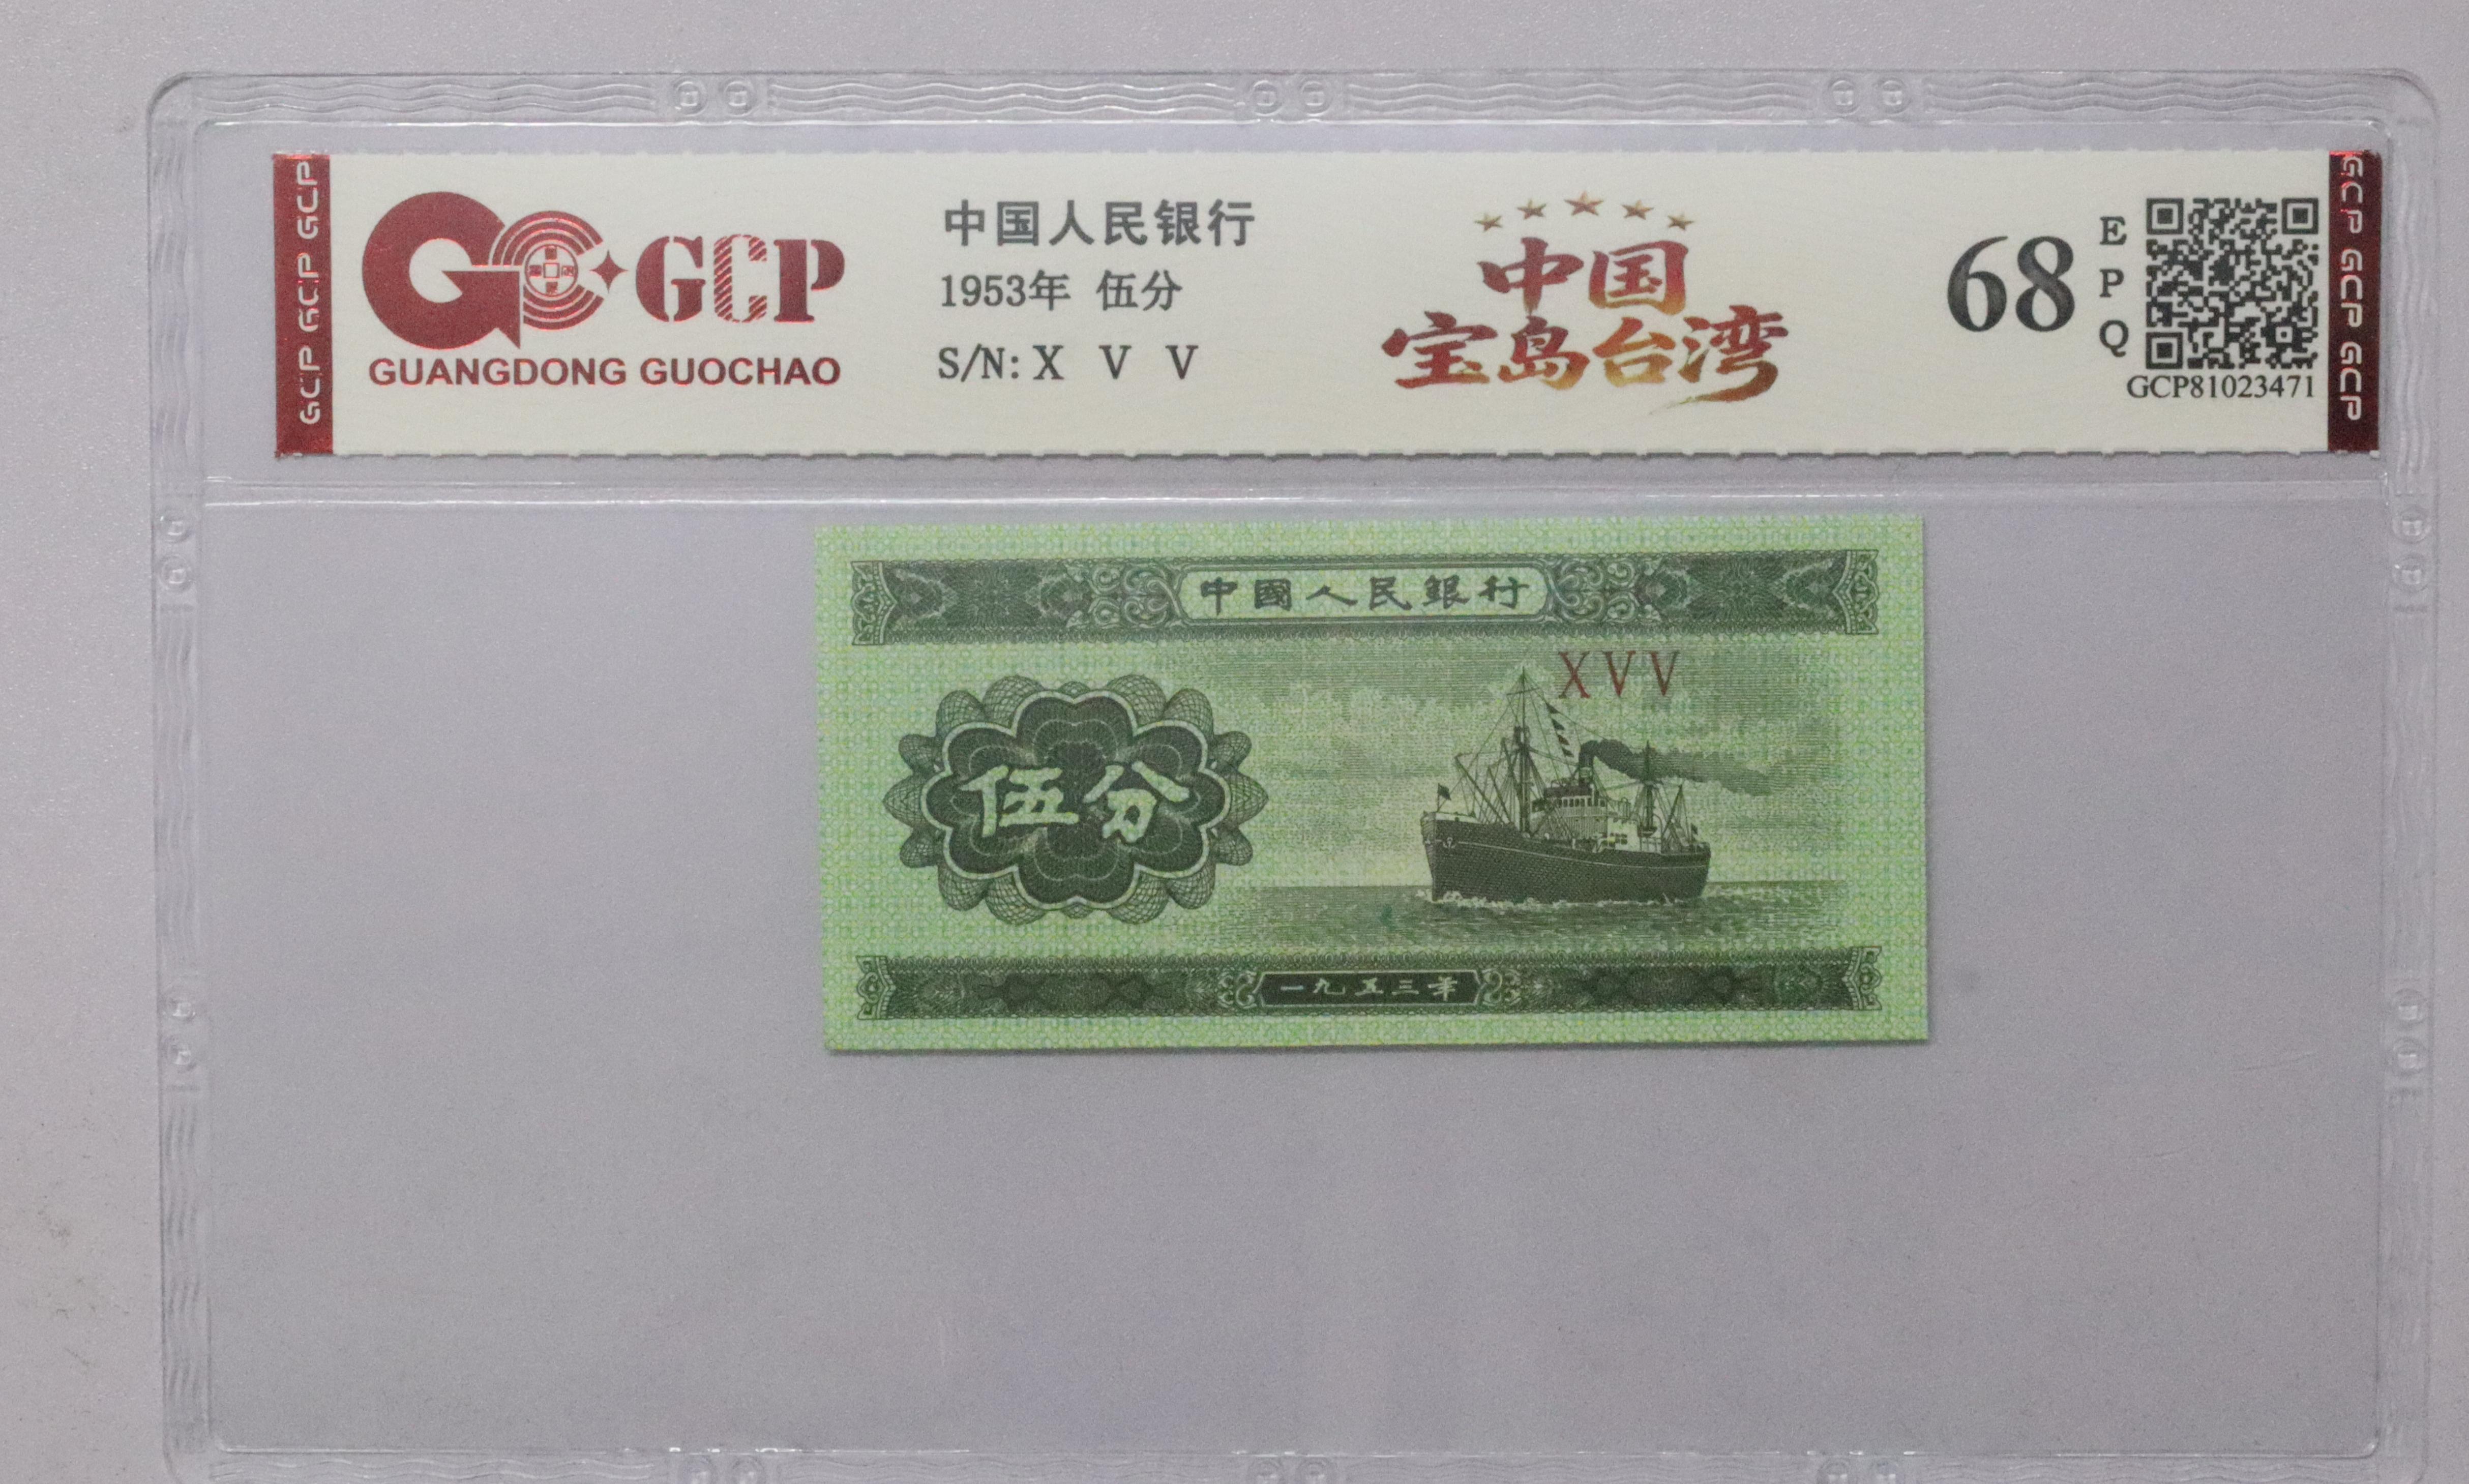 GCP GCP GCP
GCP
GUANGDONG GUOCHAO
中国人民银行
1953年 伍分
S/N: X V V
中国
宝岛台湾
68
E
P
Q
GCP81023471
GCP GCP GCP
中國人民銀行
XVV
伍分
一九五三年